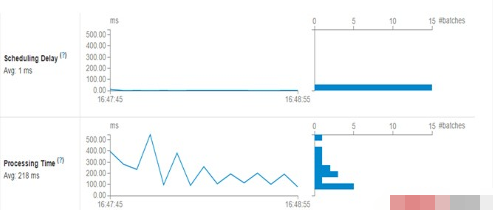 ms
0 5 10 15 #batches
500.00
400.00
Scheduling Delay (?)
300.00
Avg: 1 ms
200.00
100.00
0.00
16:47:45 16:48:55
ms
0 5 10 15 #batches
500.00
400.00
Processing Time (?)
300.00
Avg: 218 ms
200.00
100.00
0.00
16:47:45 16:48:55